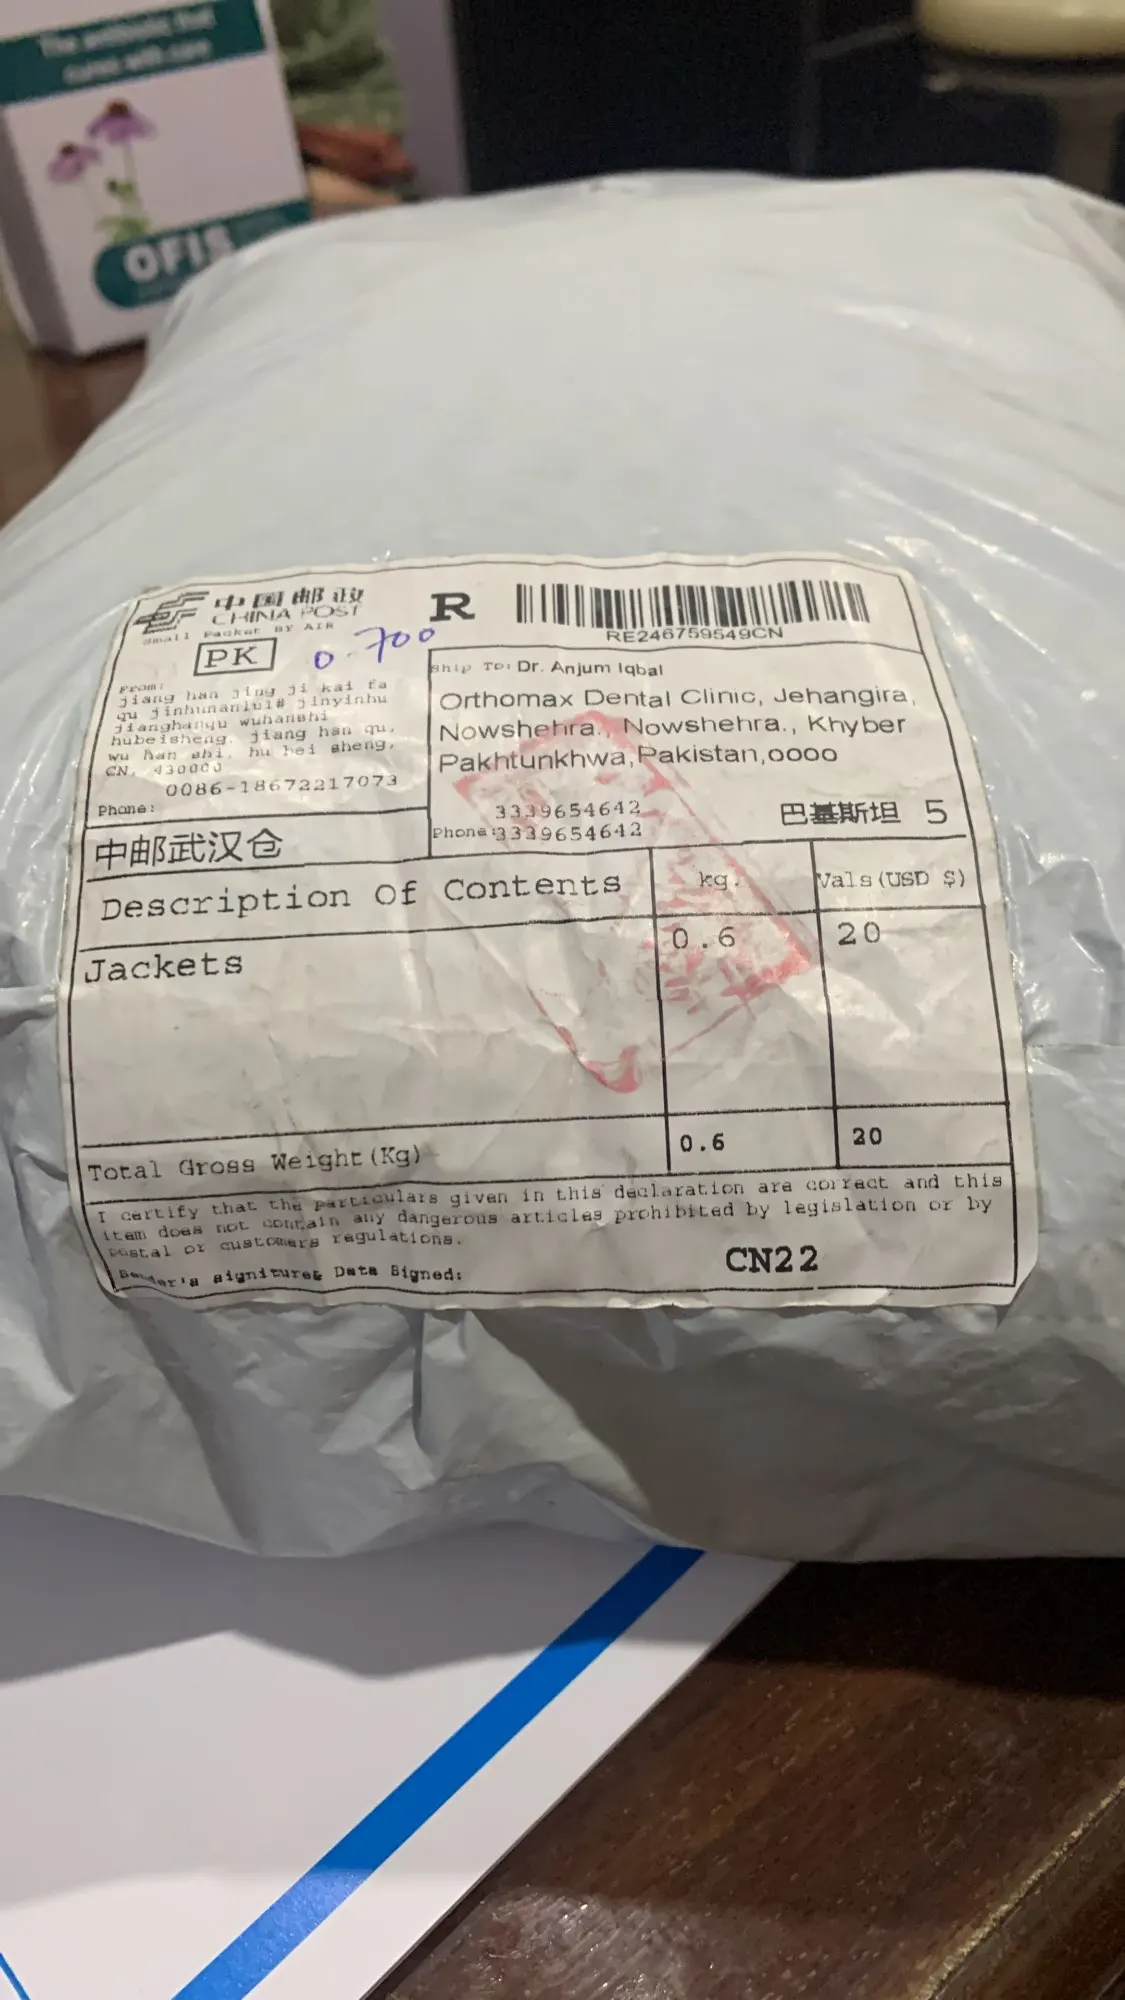 The antibiotic that
cures with care
OFIS
中国邮政
CHINA POST
Small Packet BY AIR
PK
0.700
R
RE246759549CN
From:
jiang han jing ji kai fa
qu jinhunanlu1# jinyinhu
jianghanqu wuhanshi
hubeisheng, jiang han qu,
wu han shi, hu bei sheng,
CN, 430000
0086-18672217073
Phone:
中邮武汉仓
Ship To: Dr. Anjum Iqbal
Orthomax Dental Clinic, Jehangira,
Nowshehra., Nowshehra., Khyber
Pakhtunkhwa,Pakistan,oooo
3339654642
Phone:3339654642
巴基斯坦 5
Description Of Contents kg. Vals(USD $)
Jackets 0.6 20
Total Gross Weight(Kg) 0.6 20
I certify that the particulars given in this declaration are correct and this
item does not contain any dangerous articles prohibited by legislation or by
postal or customers regulations.
Sender's signiture& Data Signed:
CN22